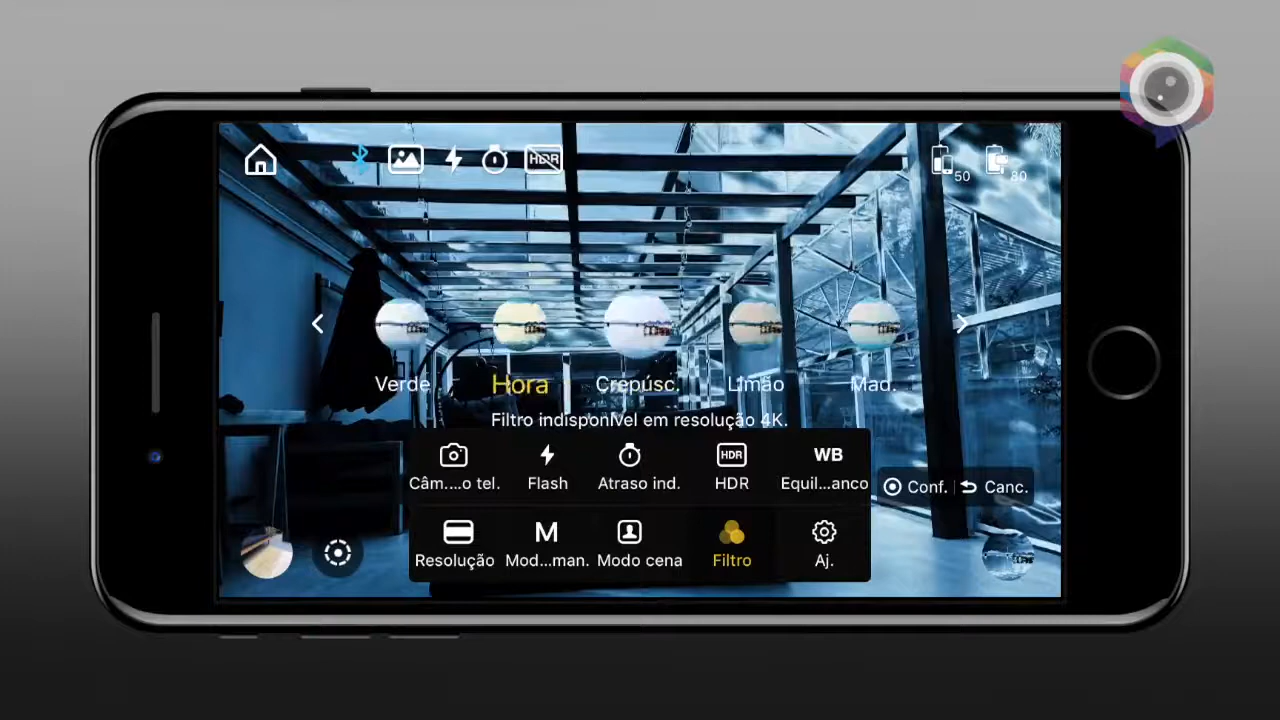 HDR
50
80
Verde
Hora
Crepúsc.
Limão
Mad.
Filtro indisponível em resolução 4K.
HDR
WB
Câm....o tel.
Flash
Atraso ind.
HDR
Equil...anco
Conf.
Canc.
M
Resolução
Mod...man.
Modo cena
Filtro
Aj.